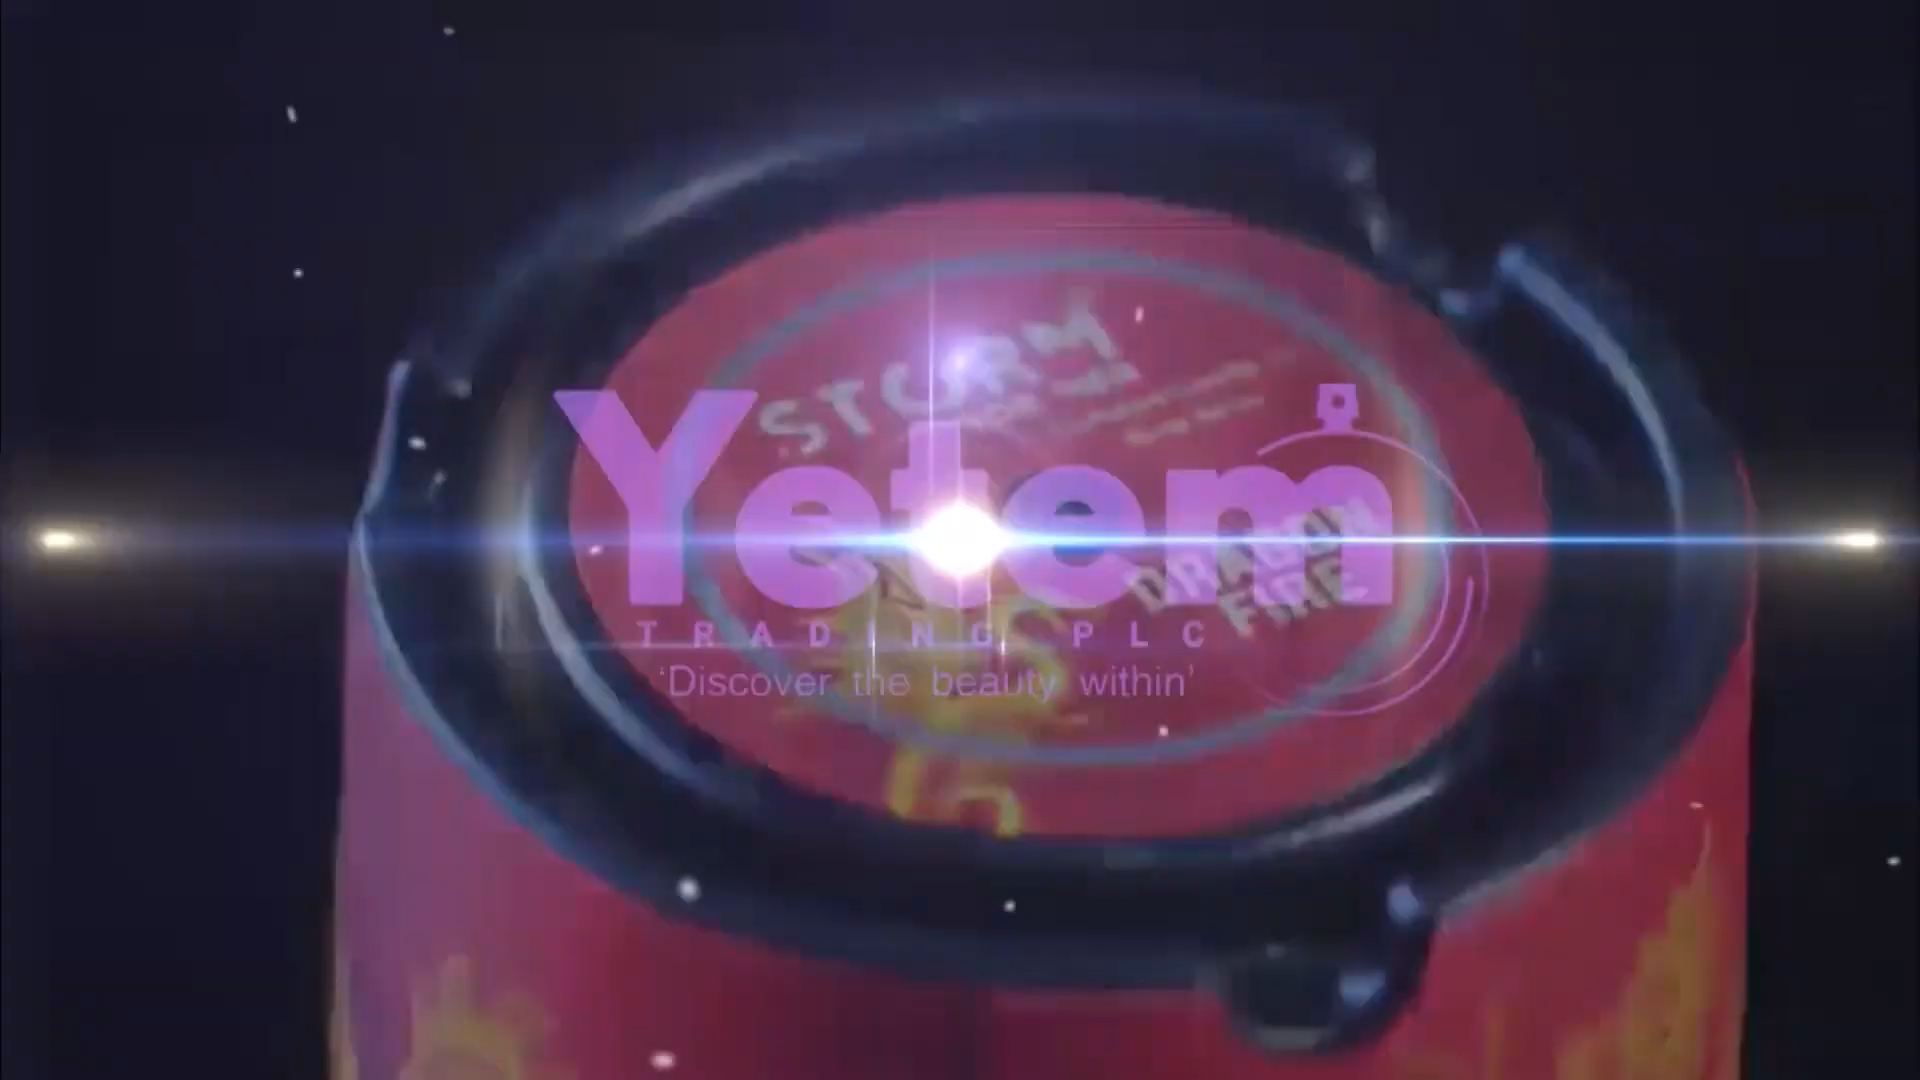 STORM
Yetem
DRAGON
FIRE
TRADING PLC
'Discover the beauty within'